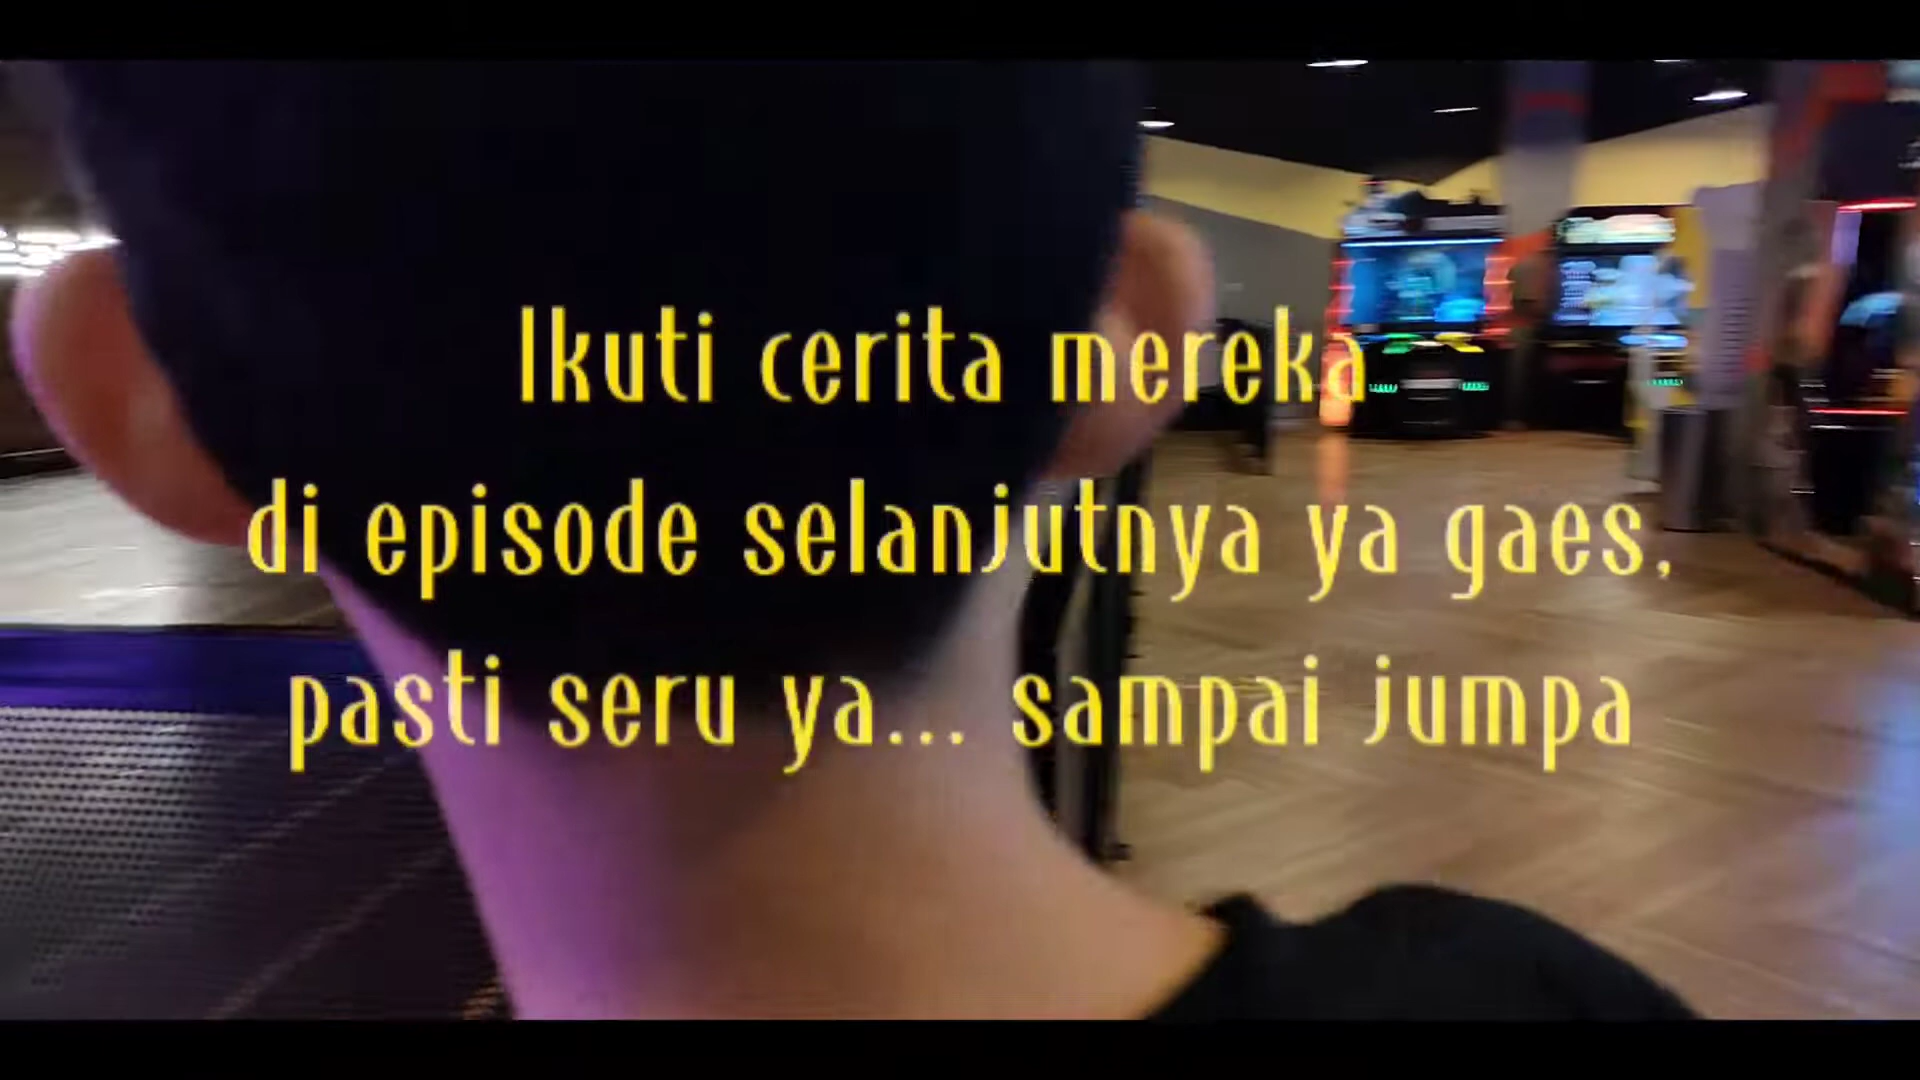 Ikuti cerita mereka
di episode selanjutnya ya gaes,
pasti seru ya... sampai jumpa